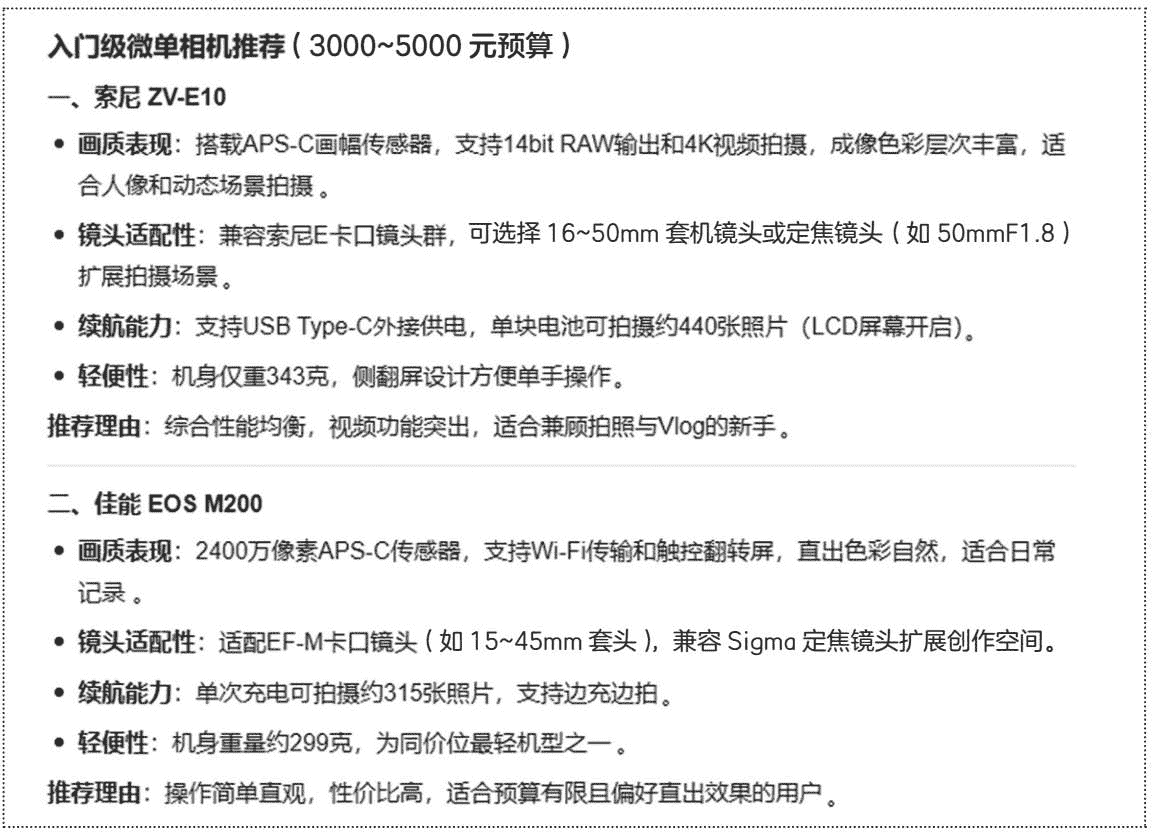 入门级微单相机推荐（3000~5000 元预算）
一、索尼 ZV-E10
• 画质表现：搭载APS-C画幅传感器，支持14bit RAW输出和4K视频拍摄，成像色彩层次丰富，适
合人像和动态场景拍摄。
• 镜头适配性：兼容索尼E卡口镜头群，可选择 16~50mm 套机镜头或定焦镜头（如 50mmF1.8）
扩展拍摄场景。
• 续航能力：支持USB Type-C外接供电，单块电池可拍摄约440张照片（LCD屏幕开启）。
• 轻便性：机身仅重343克，侧翻屏设计方便单手操作。
推荐理由：综合性能均衡，视频功能突出，适合兼顾拍照与Vlog的新手。
二、佳能 EOS M200
• 画质表现：2400万像素APS-C传感器，支持Wi-Fi传输和触控翻转屏，直出色彩自然，适合日常
记录。
• 镜头适配性：适配EF-M卡口镜头（如 15~45mm 套头），兼容 Sigma 定焦镜头扩展创作空间。
• 续航能力：单次充电可拍摄约315张照片，支持边充边拍。
• 轻便性：机身重量约299克，为同价位最轻机型之一。
推荐理由：操作简单直观，性价比高，适合预算有限且偏好直出效果的用户。